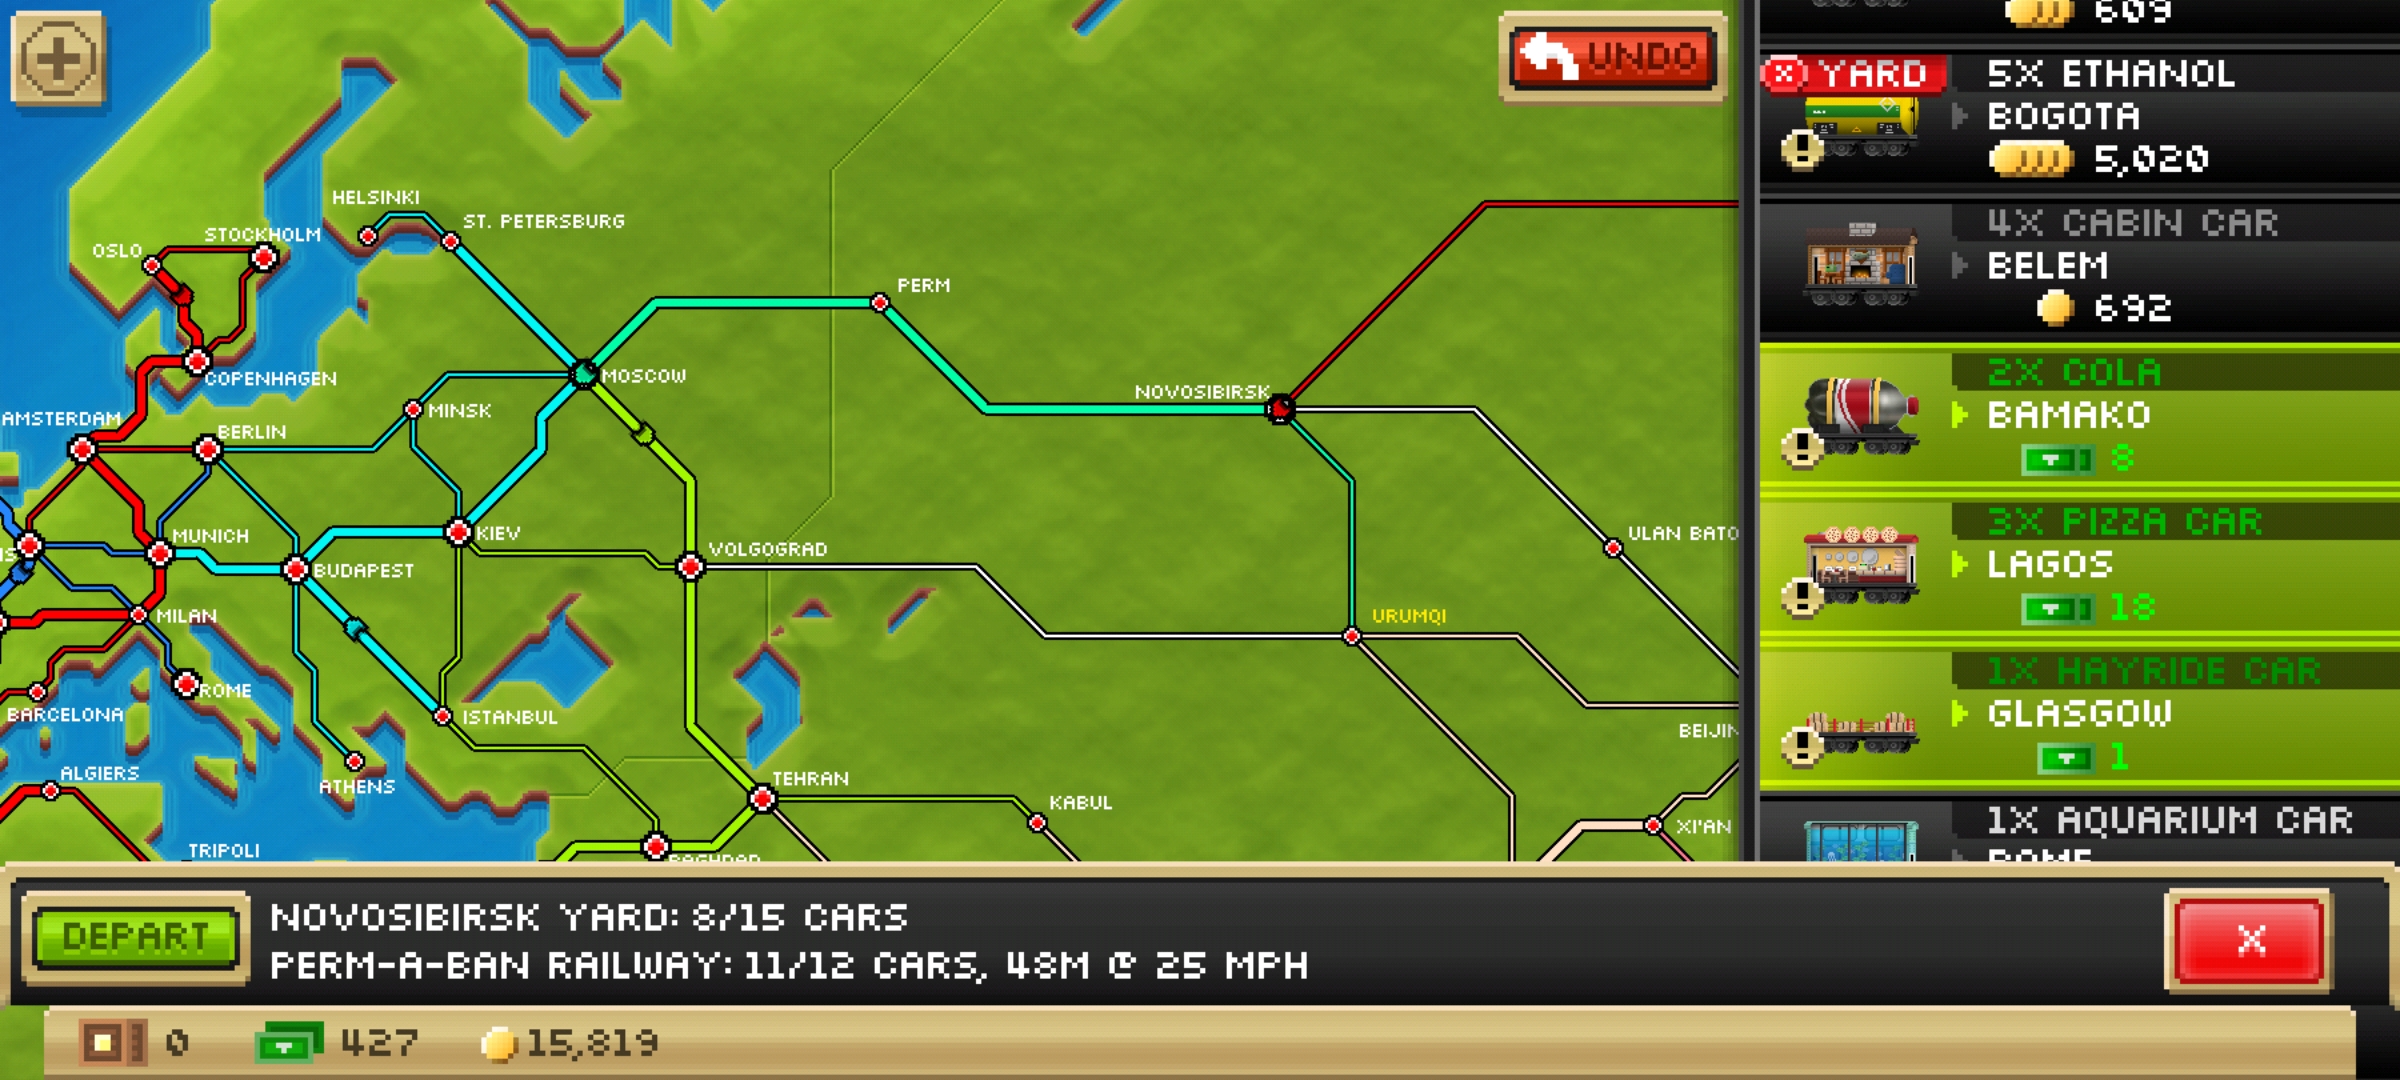 609
UNDO
YARD
5X ETHANOL
BOGOTA
5,020
4X CABIN CAR
BELEM
692
2X COLA
BAMAKO
8
3X PIZZA CAR
LAGOS
18
1X HAYRIDE CAR
GLASGOW
1
1X AQUARIUM CAR
ROME
HELSINKI
ST. PETERSBURG
STOCKHOLM
OSLO
PERM
COPENHAGEN
MOSCOW
NOVOSIBIRSK
AMSTERDAM
MINSK
BERLIN
MUNICH
KIEV
ULAN BATO
VOLGOGRAD
BUDAPEST
MILAN
URUMQI
ROME
BARCELONA
ISTANBUL
BEIJIN
ALGIERS
ATHENS
TEHRAN
KABUL
XI'AN
TRIPOLI
BAGHDAD
DEPART
NOVOSIBIRSK YARD: 8/15 CARS
PERM-A-BAN RAILWAY: 11/12 CARS, 48M @ 25 MPH
X
0
427
15,819